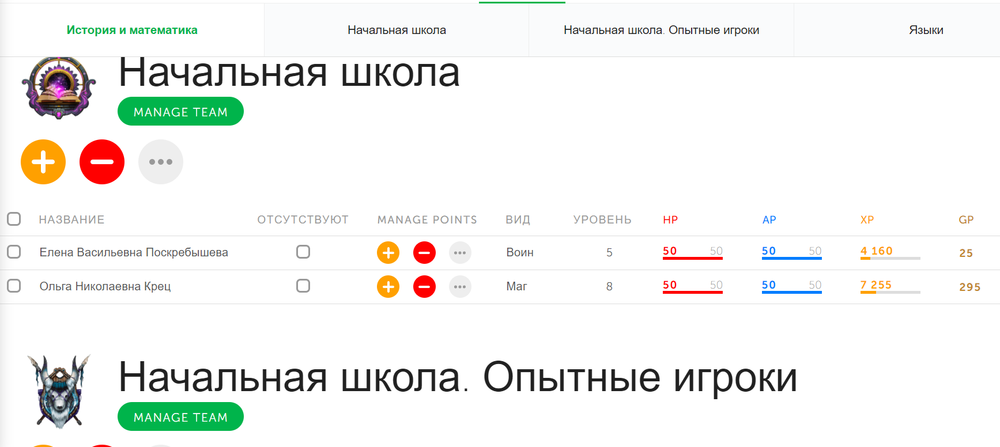 История и математика
Начальная школа
Начальная школа. Опытные игроки
Языки
Начальная школа
MANAGE TEAM
НАЗВАНИЕ ОТСУТСТВУЮТ MANAGE POINTS ВИД УРОВЕНЬ HP AP XP GP
Елена Васильевна Поскребышева Воин 5 50 50 50 50 4 160 25
Ольга Николаевна Крец Маг 8 50 50 50 50 7 255 295
Начальная школа. Опытные игроки
MANAGE TEAM